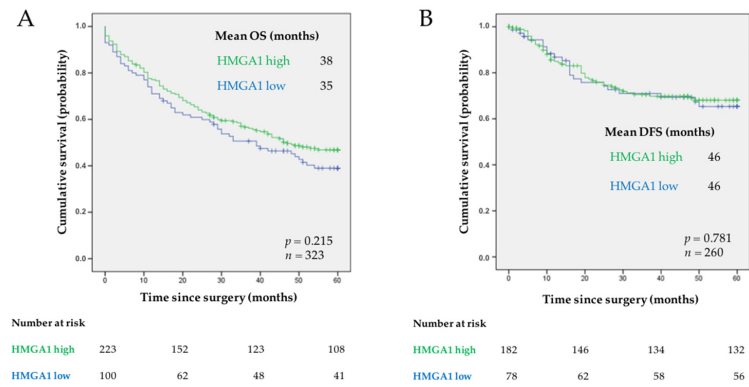 A
Cumulative survival (probability)
1.0
0.8
0.6
0.4
0.2
0.0
Mean OS (months)
HMGA1 high 38
HMGA1 low 35
p = 0.215
n = 323
0 10 20 30 40 50 60
Time since surgery (months)
Number at risk
HMGA1 high 223 152 123 108
HMGA1 low 100 62 48 41
B
Cumulative survival (probability)
1.0
0.8
0.6
0.4
0.2
0.0
Mean DFS (months)
HMGA1 high 46
HMGA1 low 46
p = 0.781
n = 260
0 10 20 30 40 50 60
Time since surgery (months)
Number at risk
HMGA1 high 182 146 134 132
HMGA1 low 78 62 58 56